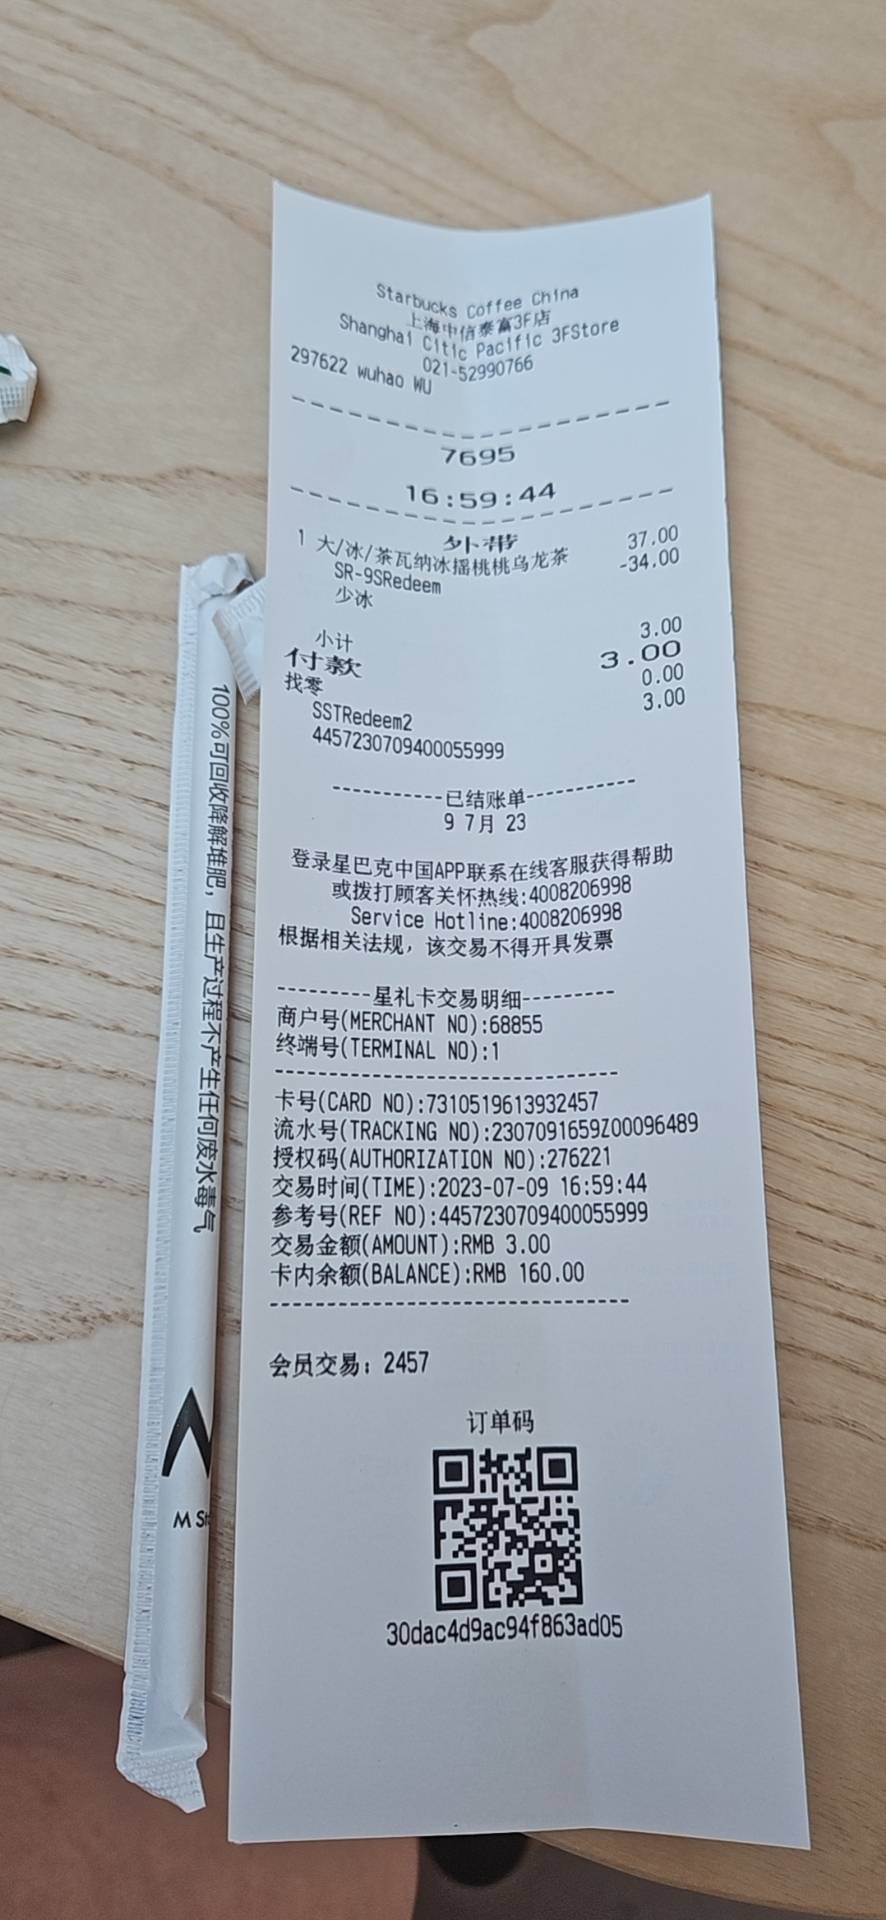 Starbucks Coffee China
上海中信泰富3F店
Shanghai Citic Pacific 3FStore
021-52990766
297622 wuhao WU
7695
16:59:44
外带
1 大/冰/茶瓦纳冰摇桃桃乌龙茶 37.00
SR-9SRedeem -34.00
少冰
小计 3.00
付款 3.00
找零 0.00
SSTRedeem2 3.00
4457230709400055999
-----------已结账单-----------
9 7月 23
登录星巴克中国APP联系在线客服获得帮助
或拨打顾客关怀热线:4008206998
Service Hotline:4008206998
根据相关法规，该交易不得开具发票
---------星礼卡交易明细---------
商户号(MERCHANT NO):68855
终端号(TERMINAL NO):1
卡号(CARD NO):7310519613932457
流水号(TRACKING NO):2307091659Z00096489
授权码(AUTHORIZATION NO):276221
交易时间(TIME):2023-07-09 16:59:44
参考号(REF NO):4457230709400055999
交易金额(AMOUNT):RMB 3.00
卡内余额(BALANCE):RMB 160.00
会员交易: 2457
订单码
30dac4d9ac94f863ad05
100%可回收降解堆肥，且生产过程不产生任何废水毒气
M